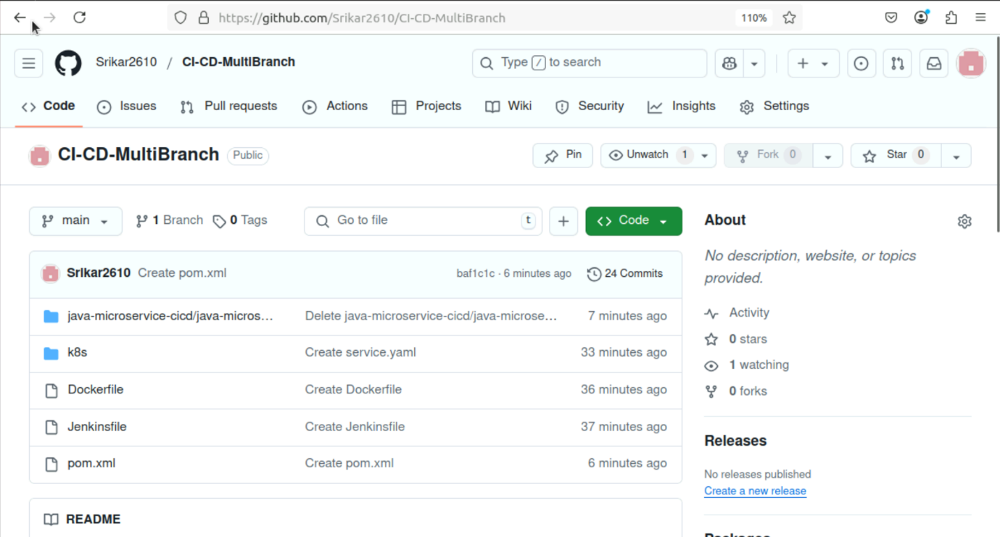 https://github.com/Srikar2610/CI-CD-MultiBranch 110%
Srikar2610 / CI-CD-MultiBranch Type / to search
Code Issues Pull requests Actions Projects Wiki Security Insights Settings
CI-CD-MultiBranch Public Pin Unwatch 1 Fork 0 Star 0
main 1 Branch 0 Tags Go to file t Code
Srikar2610 Create pom.xml baf1c1c · 6 minutes ago 24 Commits
java-microservice-cicd/java-micros... Delete java-microservice-cicd/java-microse... 7 minutes ago
k8s Create service.yaml 33 minutes ago
Dockerfile Create Dockerfile 36 minutes ago
Jenkinsfile Create Jenkinsfile 37 minutes ago
pom.xml Create pom.xml 6 minutes ago
README
About
No description, website, or topics
provided.
Activity
0 stars
1 watching
0 forks
Releases
No releases published
Create a new release
Packages